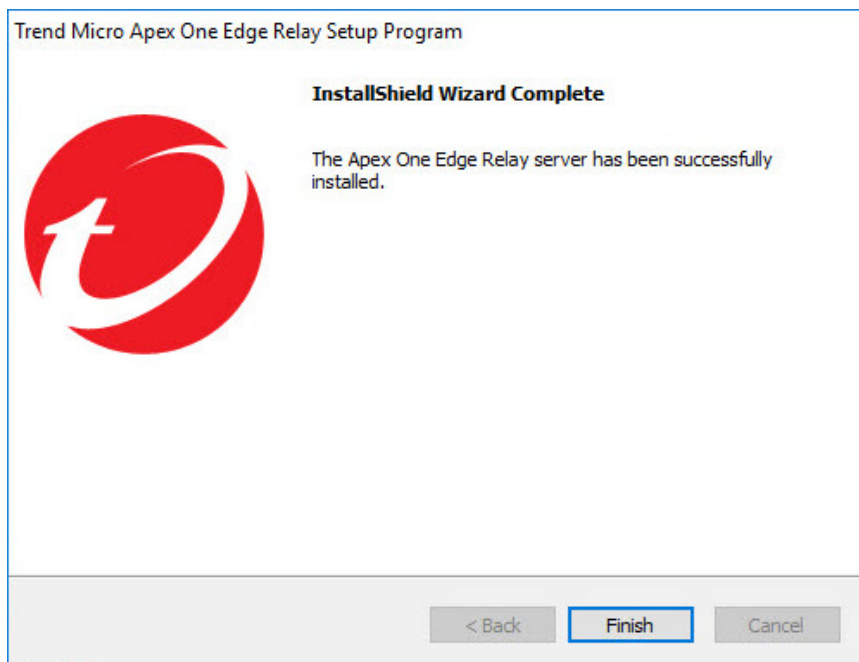 Trend Micro Apex One Edge Relay Setup Program
InstallShield Wizard Complete
The Apex One Edge Relay server has been successfully
installed.
< Back
Finish
Cancel